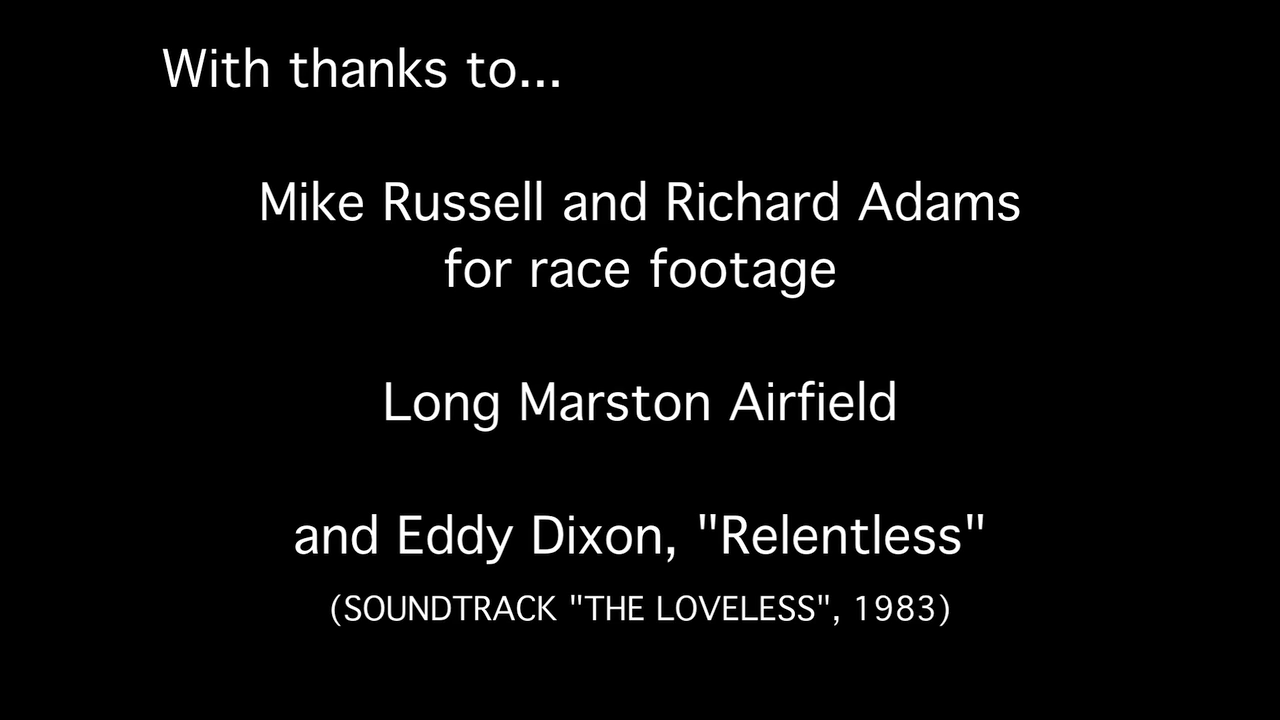 With thanks to...
Mike Russell and Richard Adams
for race footage
Long Marston Airfield
and Eddy Dixon, "Relentless"
(SOUNDTRACK "THE LOVELESS", 1983)